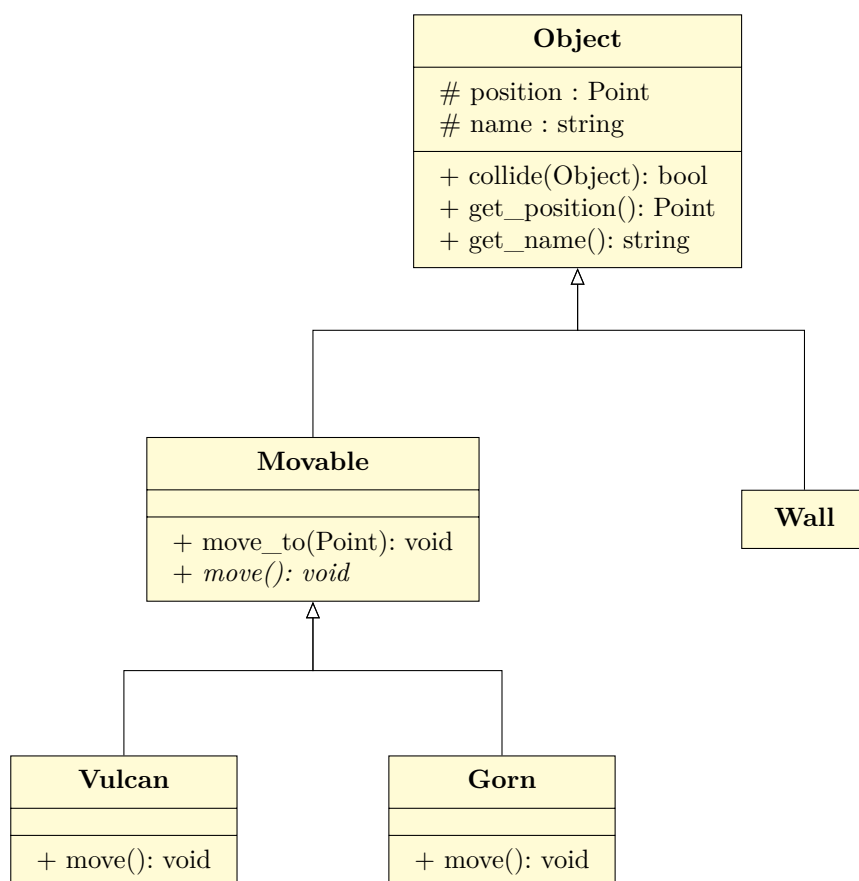 Object
# position : Point
# name : string
+ collide(Object): bool
+ get_position(): Point
+ get_name(): string
Movable
+ move_to(Point): void
+ move(): void
Wall
Vulcan
+ move(): void
Gorn
+ move(): void